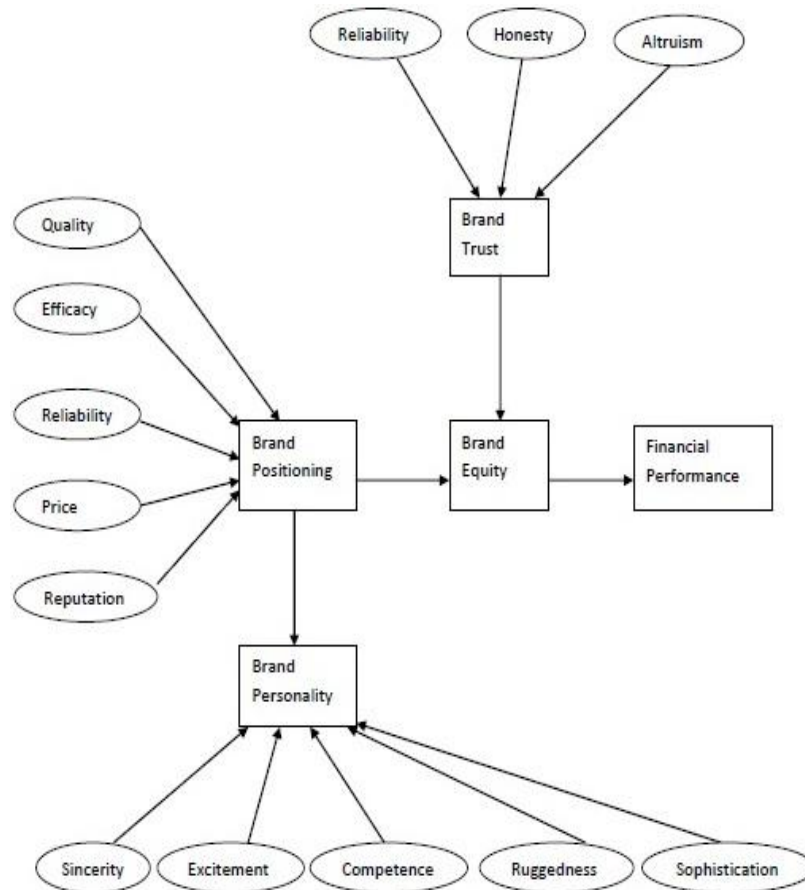 Reliability
Honesty
Altruism
Brand
Trust
Quality
Efficacy
Reliability
Price
Reputation
Brand
Positioning
Brand
Equity
Financial
Performance
Brand
Personality
Sincerity
Excitement
Competence
Ruggedness
Sophistication